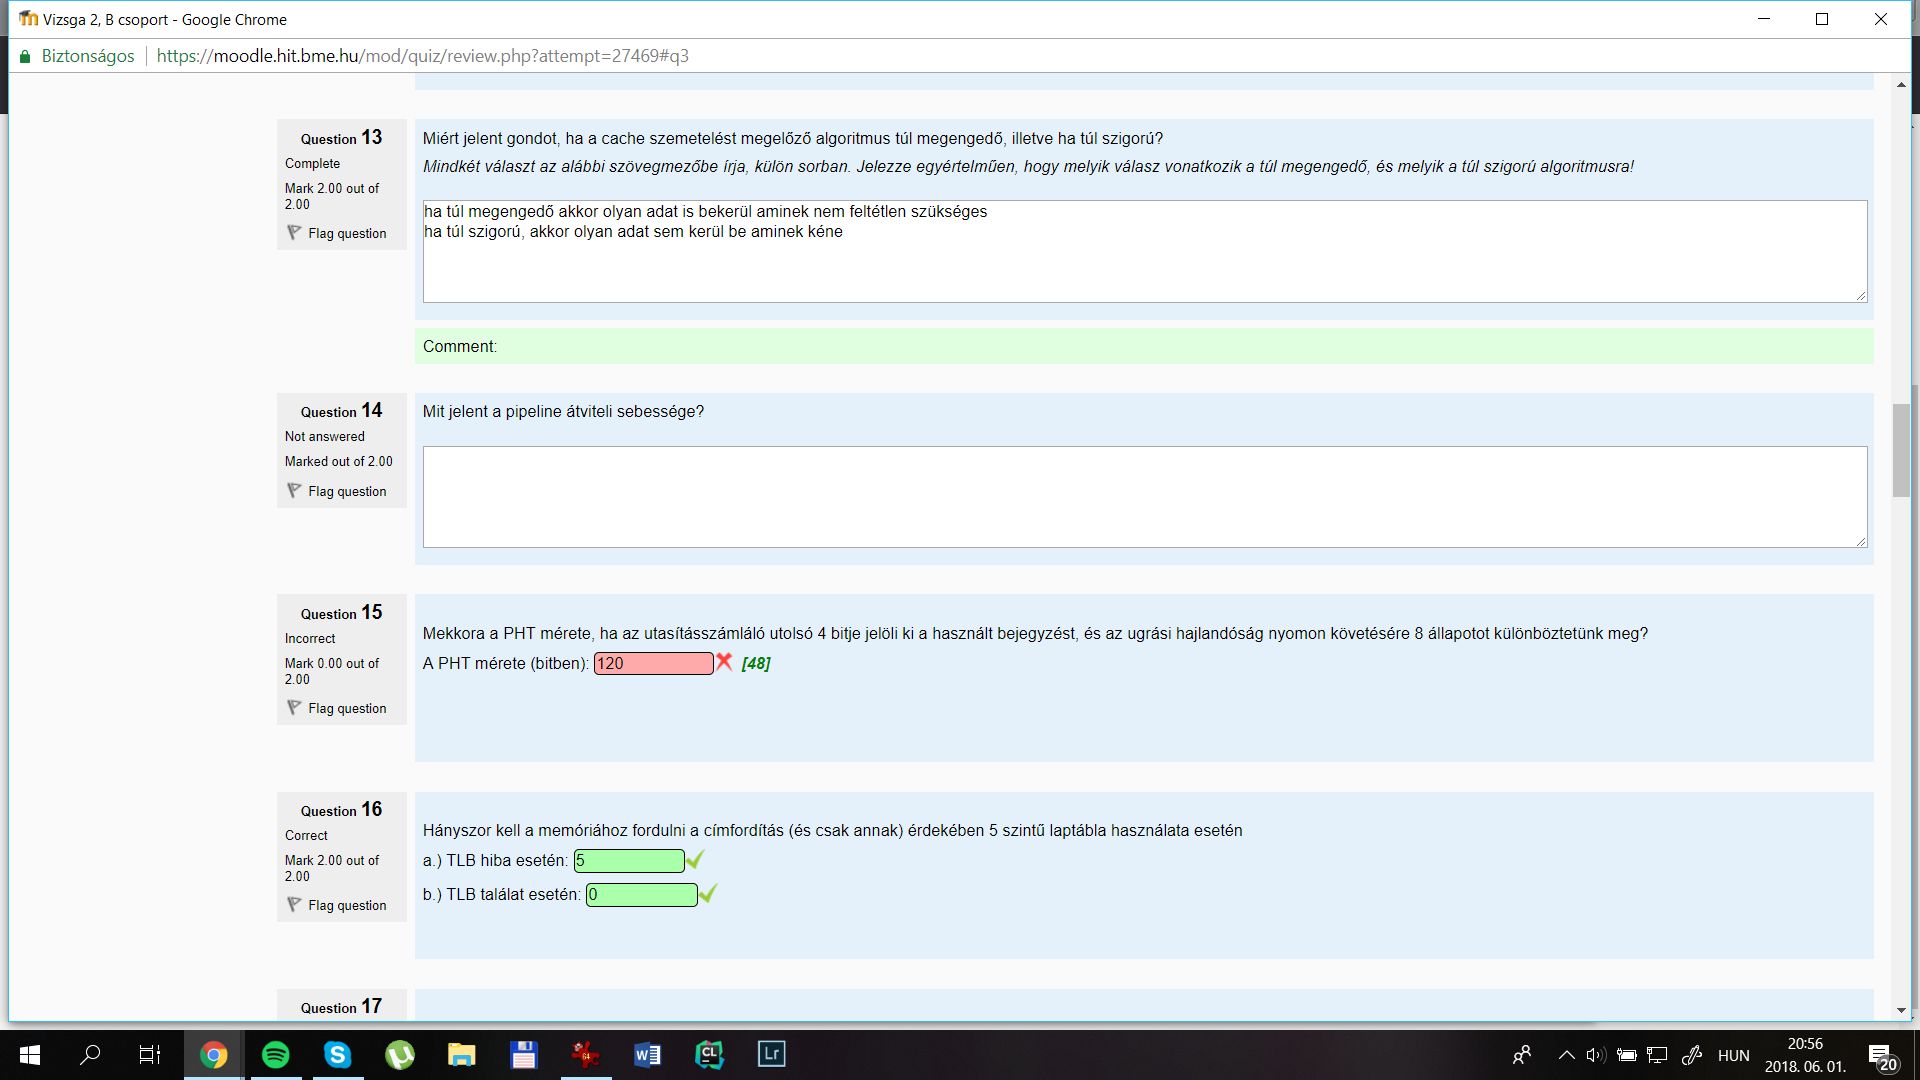 Vizsga 2, B csoport - Google Chrome
Biztonságos https://moodle.hit.bme.hu/mod/quiz/review.php?attempt=27469#q3
Question 13
Complete
Mark 2.00 out of
2.00
Flag question
Miért jelent gondot, ha a cache szemetelést megelőző algoritmus túl megengedő, illetve ha túl szigorú?
Mindkét választ az alábbi szövegmezőbe írja, külön sorban. Jelezze egyértelműen, hogy melyik válasz vonatkozik a túl megengedő, és melyik a túl szigorú algoritmusra!
ha túl megengedő akkor olyan adat is bekerül aminek nem feltétlen szükséges
ha túl szigorú, akkor olyan adat sem kerül be aminek kéne
Comment:
Question 14
Not answered
Marked out of 2.00
Flag question
Mit jelent a pipeline átviteli sebessége?
Question 15
Incorrect
Mark 0.00 out of
2.00
Flag question
Mekkora a PHT mérete, ha az utasításszámláló utolsó 4 bitje jelöli ki a használt bejegyzést, és az ugrási hajlandóság nyomon követésére 8 állapotot különböztetünk meg?
A PHT mérete (bitben): 120 [48]
Question 16
Correct
Mark 2.00 out of
2.00
Flag question
Hányszor kell a memóriához fordulni a címfordítás (és csak annak) érdekében 5 szintű laptábla használata esetén
a.) TLB hiba esetén: 5
b.) TLB találat esetén: 0
Question 17
64
W
CL
Lr
HUN
20:56
2018. 06. 01.
20